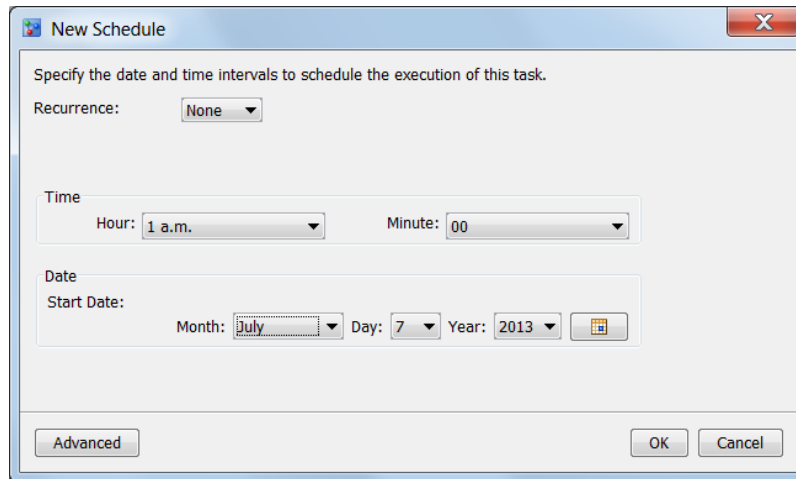 New Schedule
Specify the date and time intervals to schedule the execution of this task.
Recurrence: None
Time
Hour: 1 a.m. Minute: 00
Date
Start Date:
Month: July Day: 7 Year: 2013
Advanced OK Cancel